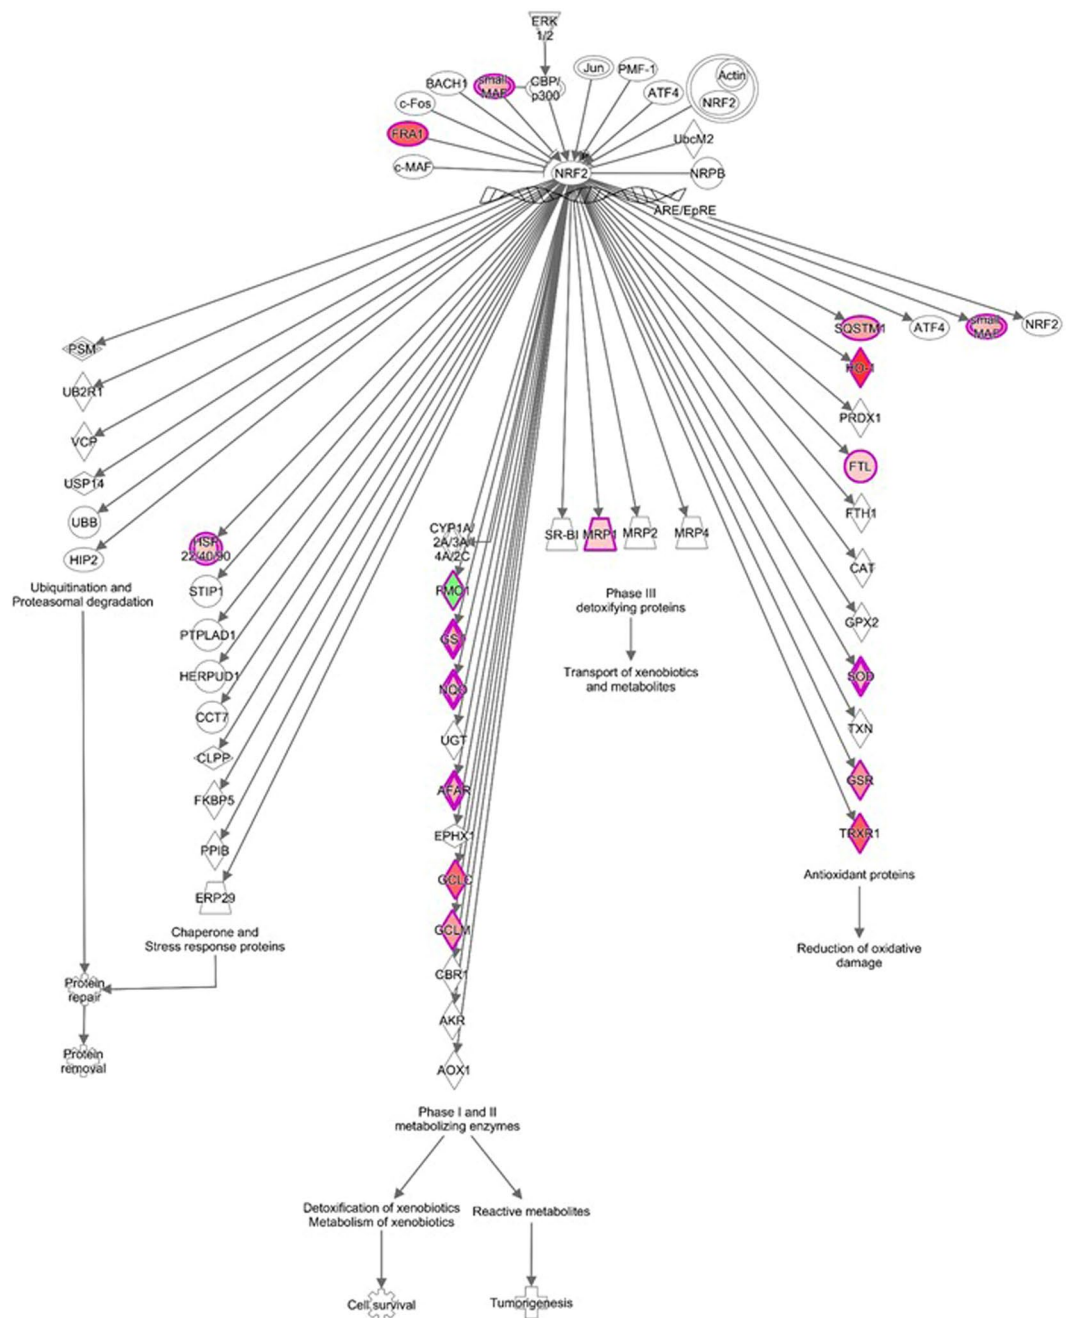 ERK
1/2
BACH1
small
MAF
CBP/
p300
Jun
PMF-1
Actin
NRF2
ATF4
c-Fos
FRA1
UbcM2
c-MAF
NRF2
NRPB
ARE/EpRE
SQSTM1
ATF4
small
MAF
NRF2
PSM
UB2R1
VCP
USP14
UBB
HIP2
Ubiquitination and
Proteasomal degradation
HSP
22/40/90
STIP1
PTPLAD1
HERPUD1
CCT7
CLPP
FKBP5
PPIB
ERP29
Chaperone and
Stress response proteins
Protein
repair
Protein
removal
CYP1A/
2A/3A/
4A/2C
FMO1
GST
NQO
UGT
AFAR
EPHX1
GCLC
GCLM
CBR1
AKR
AOX1
Phase I and II
metabolizing enzymes
Detoxification of xenobiotics
Metabolism of xenobiotics
Reactive metabolites
Cell survival
Tumorigenesis
SR-BI
MRP1
MRP2
MRP4
Phase III
detoxifying proteins
Transport of xenobiotics
and metabolites
HO-1
PRDX1
FTL
FTH1
CAT
GPX2
SOD
TXN
GSR
TRXR1
Antioxidant proteins
Reduction of oxidative
damage